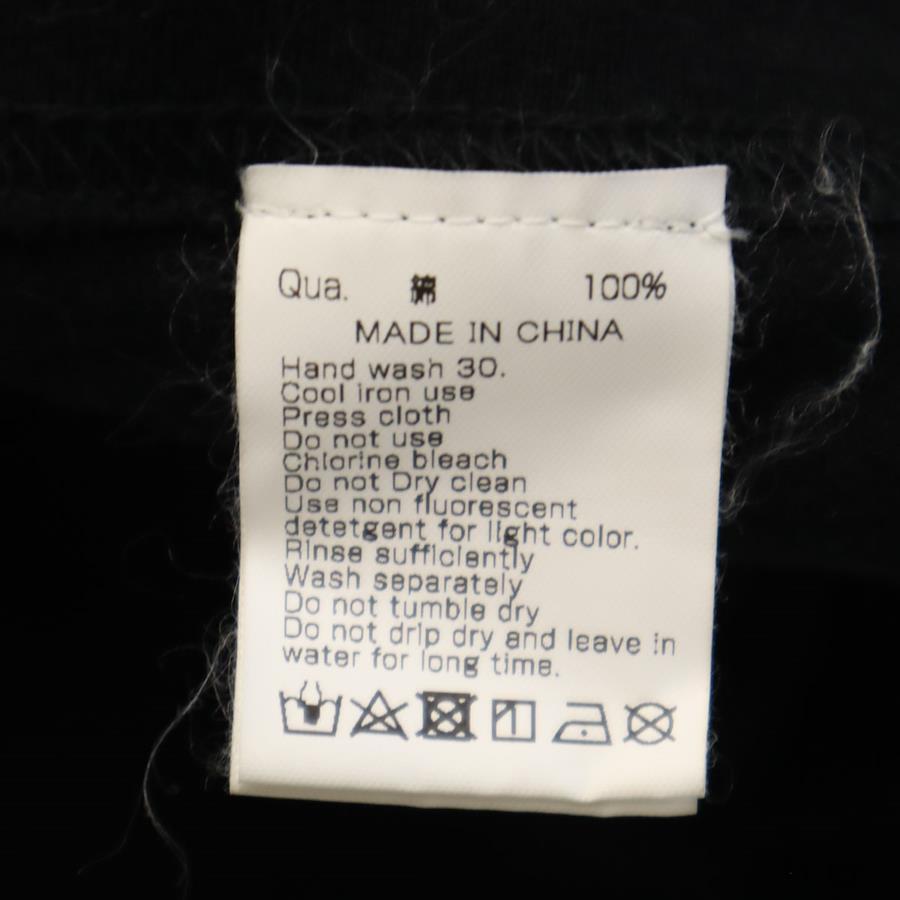 Qua. 綿 100%
MADE IN CHINA
Hand wash 30.
Cool iron use
Press cloth
Do not use
Chlorine bleach
Do not Dry clean
Use non fluorescent
detetgent for light color.
Rinse sufficiently
Wash separately
Do not tumble dry
Do not drip dry and leave in
water for long time.